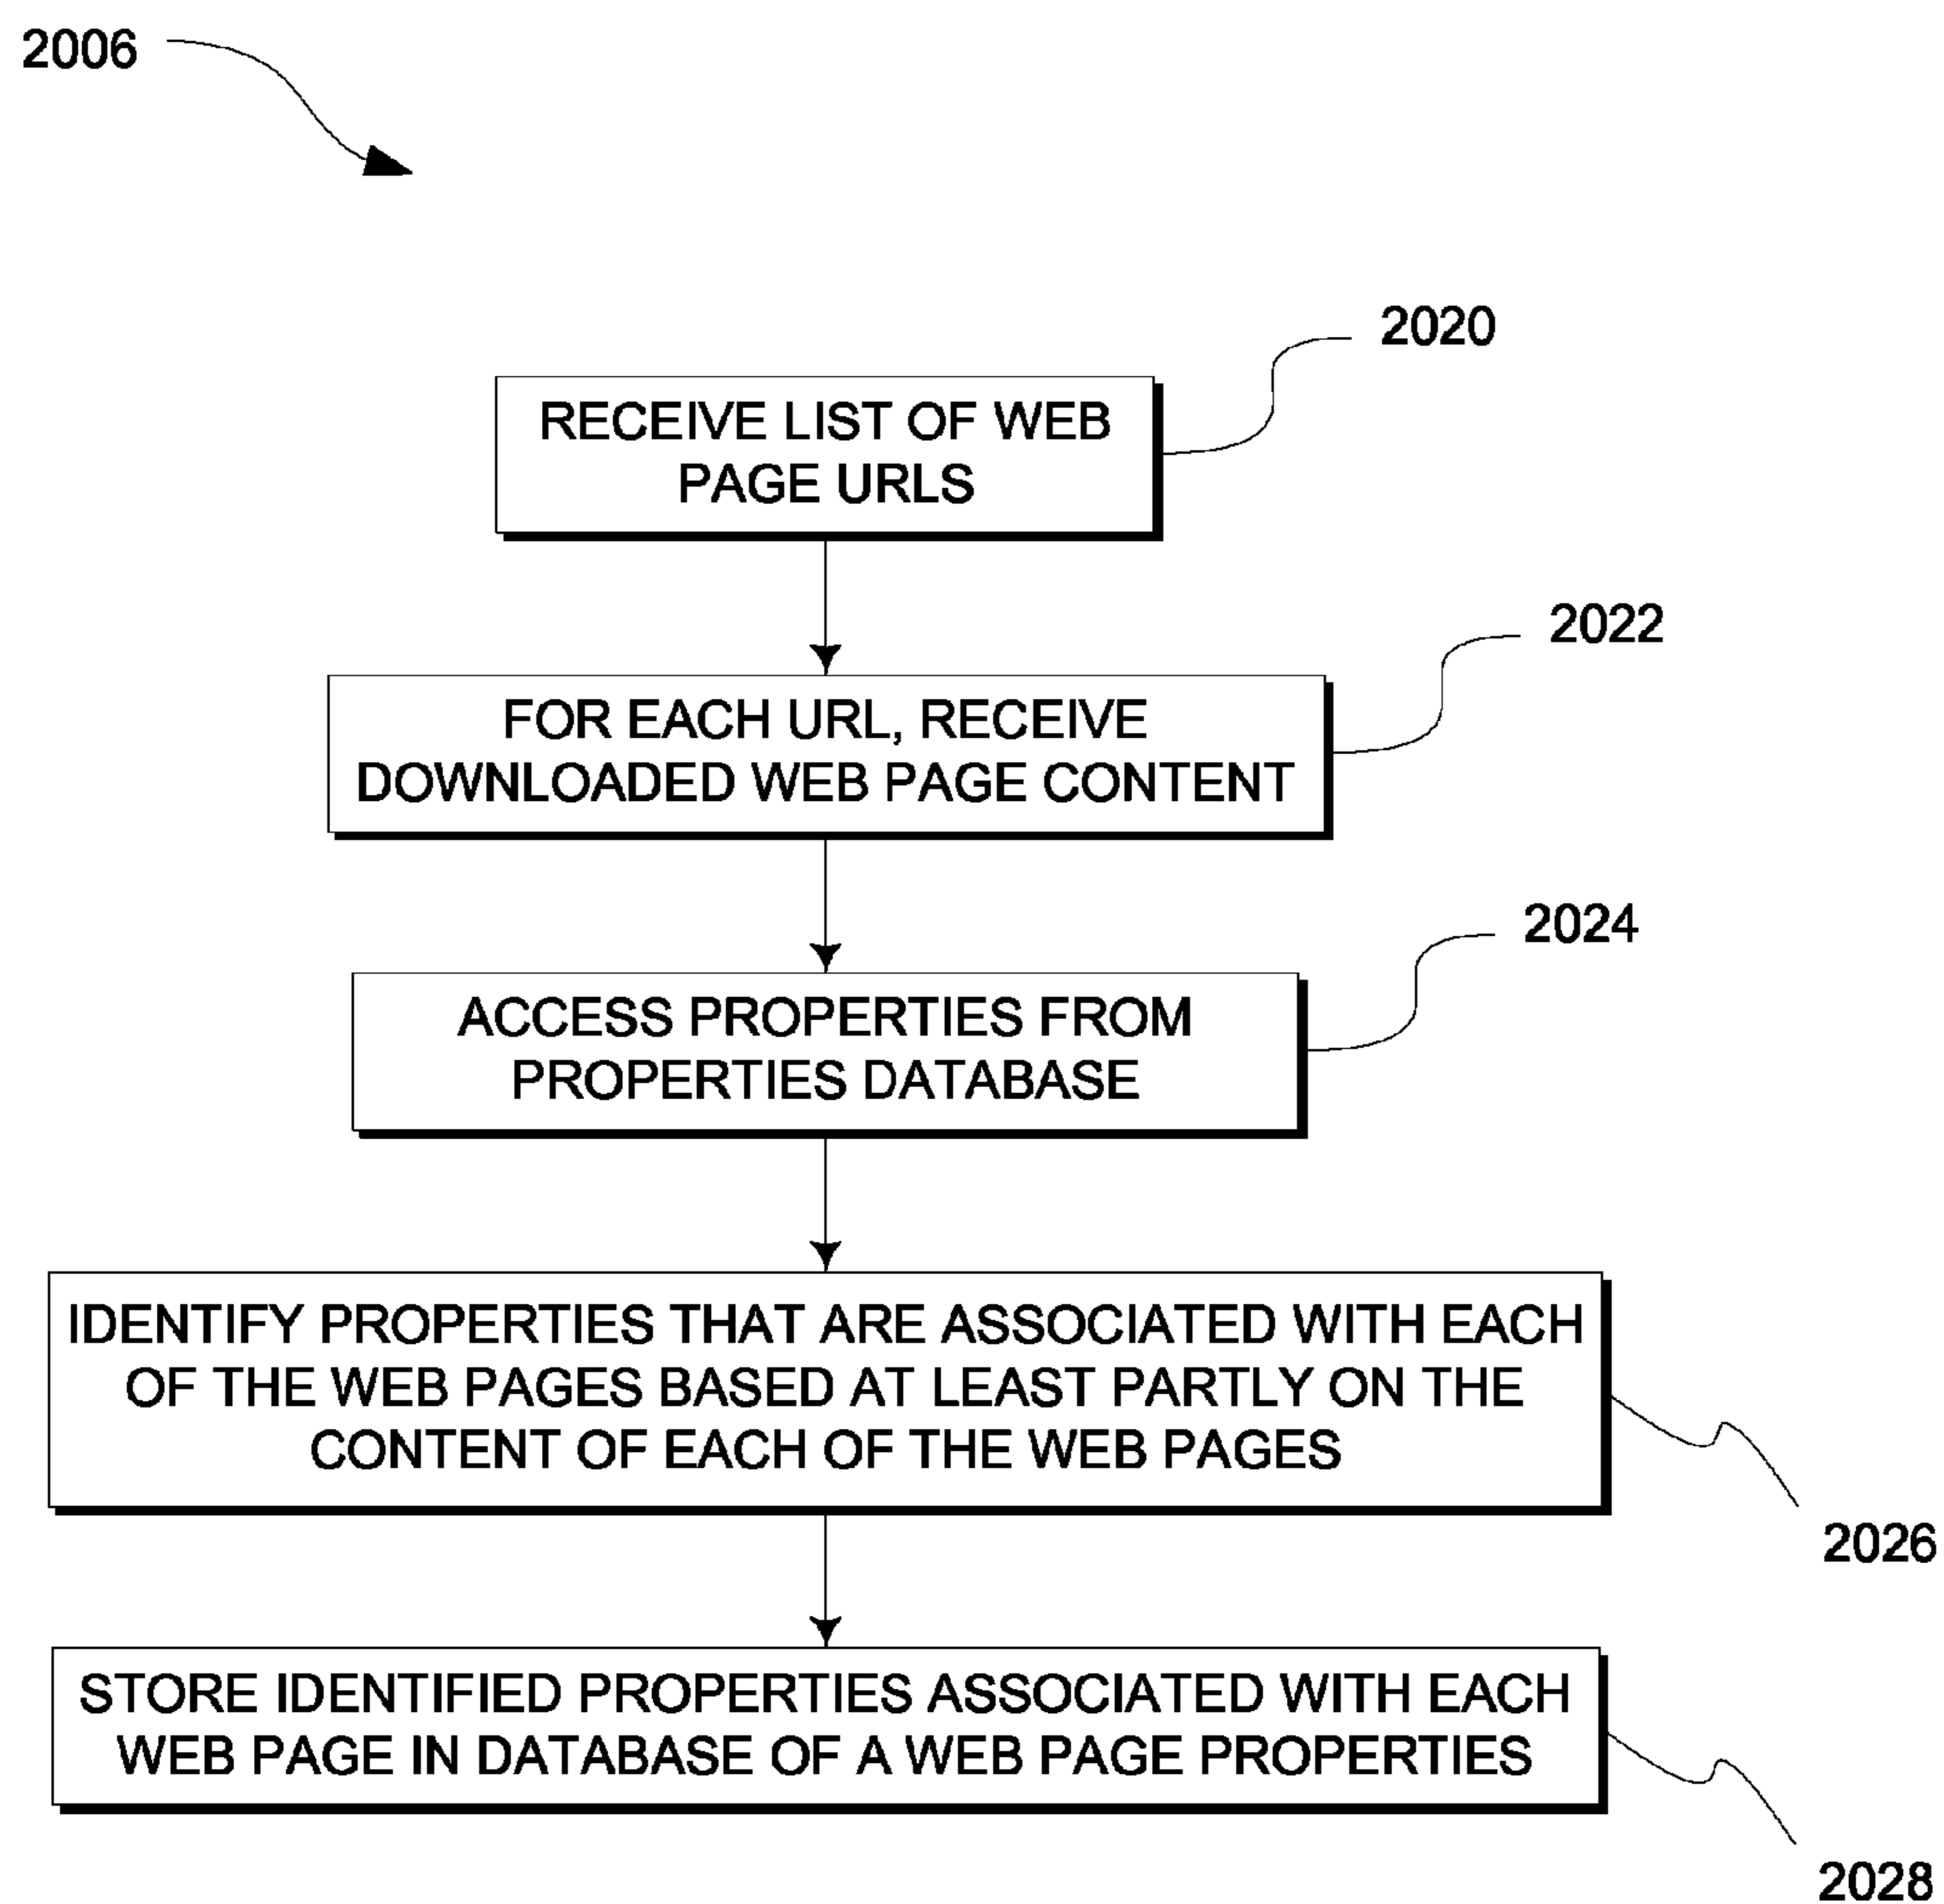 2006
2020
RECEIVE LIST OF WEB
PAGE URLS
2022
FOR EACH URL, RECEIVE
DOWNLOADED WEB PAGE CONTENT
2024
ACCESS PROPERTIES FROM
PROPERTIES DATABASE
IDENTIFY PROPERTIES THAT ARE ASSOCIATED WITH EACH
OF THE WEB PAGES BASED AT LEAST PARTLY ON THE
CONTENT OF EACH OF THE WEB PAGES
2026
STORE IDENTIFIED PROPERTIES ASSOCIATED WITH EACH
WEB PAGE IN DATABASE OF A WEB PAGE PROPERTIES
2028